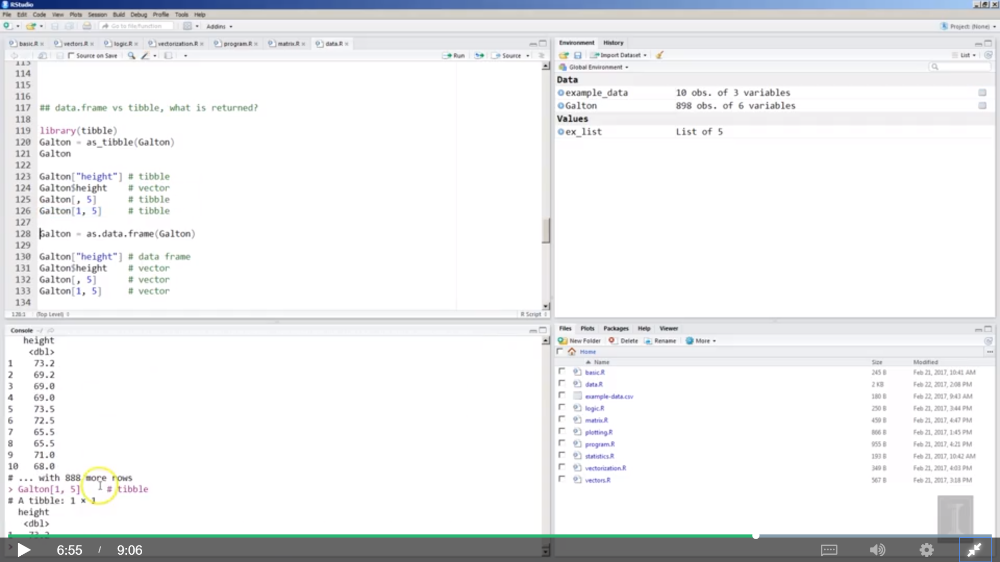 RStudio
File Edit Code View Plots Session Build Debug Profile Tools Help
Go to file/function Addins Project: (None)
basic.R × vectors.R × logic.R × vectorization.R × program.R × matrix.R × data.R ×
Source on Save Run Source
113
114
115
116
117 ## data.frame vs tibble, what is returned?
118
119 library(tibble)
120 Galton = as_tibble(Galton)
121 Galton
122
123 Galton["height"] # tibble
124 Galton$height # vector
125 Galton[, 5] # tibble
126 Galton[1, 5] # tibble
127
128 Galton = as.data.frame(Galton)
129
130 Galton["height"] # data frame
131 Galton$height # vector
132 Galton[, 5] # vector
133 Galton[1, 5] # vector
134
128:1 (Top Level) R Script
Console ~/
height
<dbl>
1 73.2
2 69.2
3 69.0
4 69.0
5 73.5
6 72.5
7 65.5
8 65.5
9 71.0
10 68.0
# ... with 888 more rows
> Galton[1, 5] # tibble
# A tibble: 1 × 1
height
<dbl>
1 73.2
>
Environment History
Import Dataset List
Global Environment
Data
example_data 10 obs. of 3 variables
Galton 898 obs. of 6 variables
Values
ex_list List of 5
Files Plots Packages Help Viewer
New Folder Delete Rename More
Home ...
Name Size Modified
basic.R 245 B Feb 21, 2017, 10:41 AM
data.R 2 KB Feb 22, 2017, 2:08 PM
example-data.csv 180 B Feb 22, 2017, 9:43 AM
logic.R 250 B Feb 21, 2017, 3:44 PM
matrix.R 459 B Feb 21, 2017, 4:47 PM
plotting.R 866 B Feb 21, 2017, 1:45 PM
program.R 955 B Feb 21, 2017, 4:21 PM
statistics.R 193 B Feb 21, 2017, 10:42 AM
vectorization.R 349 B Feb 21, 2017, 4:03 PM
vectors.R 567 B Feb 21, 2017, 3:18 PM
I
6:55 / 9:06